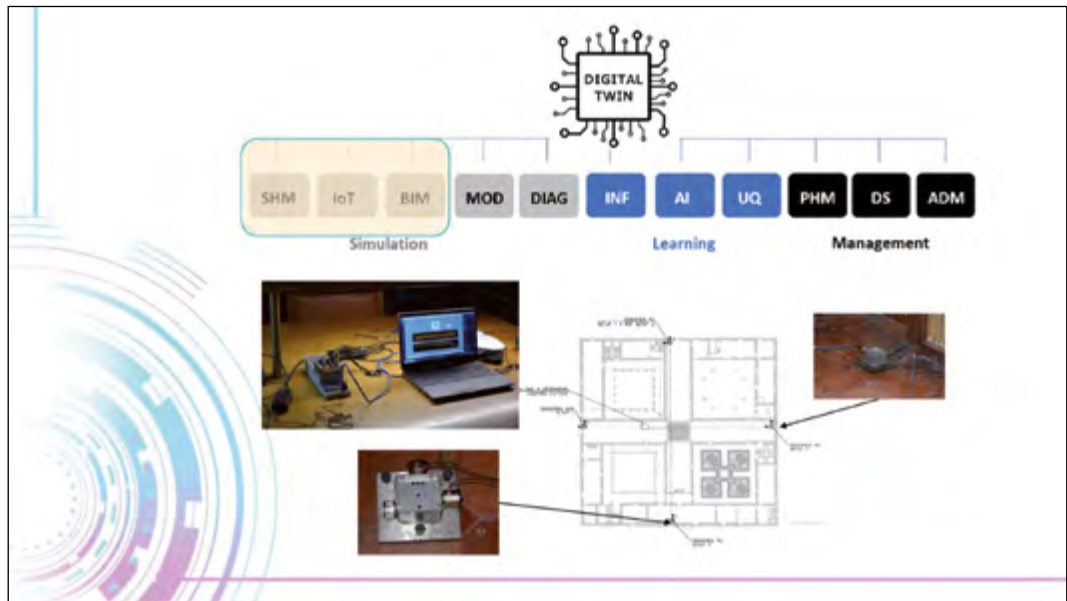 DIGITAL
TWIN
SHM IoT BIM MOD DIAG INF AI UQ PHM DS ADM
Simulation Learning Management